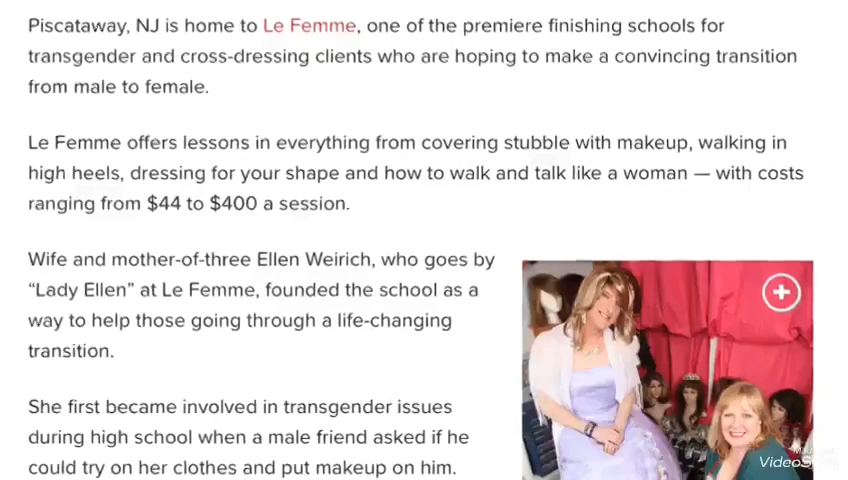 Piscataway, NJ is home to Le Femme, one of the premiere finishing schools for
transgender and cross-dressing clients who are hoping to make a convincing transition
from male to female.
Le Femme offers lessons in everything from covering stubble with makeup, walking in
high heels, dressing for your shape and how to walk and talk like a woman — with costs
ranging from $44 to $400 a session.
Wife and mother-of-three Ellen Weirich, who goes by
“Lady Ellen” at Le Femme, founded the school as a
way to help those going through a life-changing
transition.
She first became involved in transgender issues
during high school when a male friend asked if he
could try on her clothes and put makeup on him.